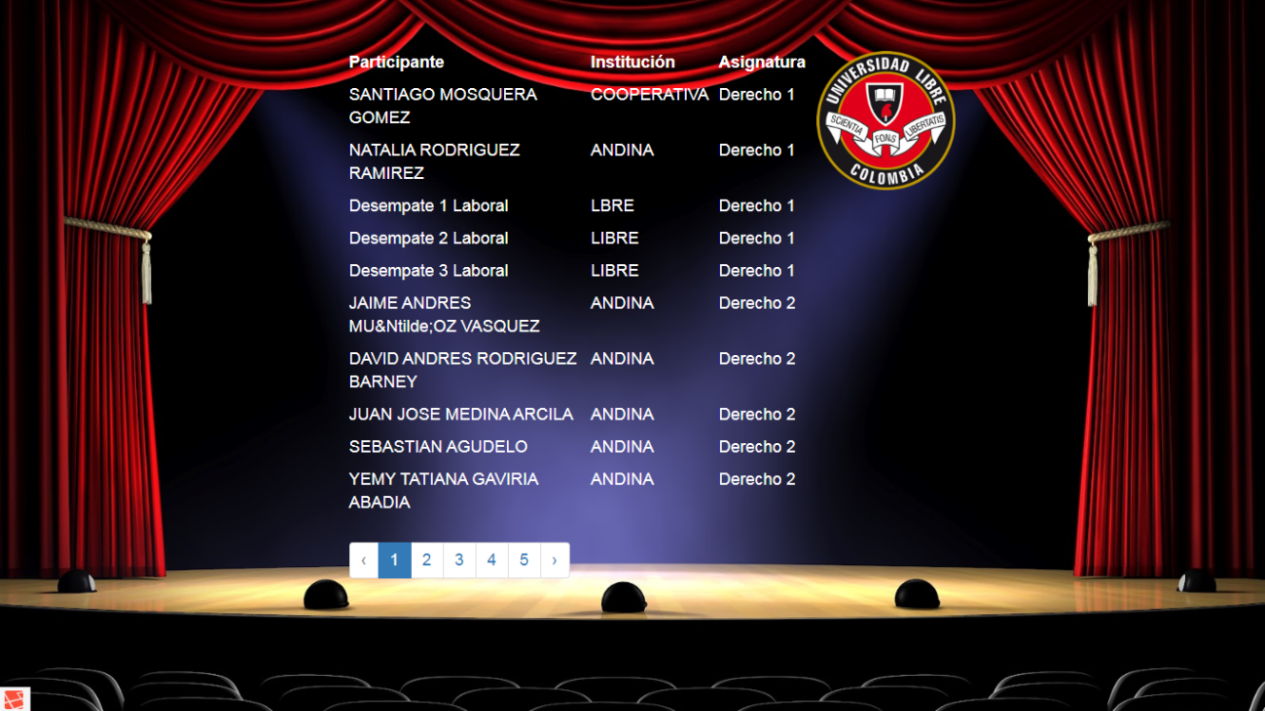 Participante Institución Asignatura
SANTIAGO MOSQUERA GOMEZ COOPERATIVA Derecho 1
NATALIA RODRIGUEZ RAMIREZ ANDINA Derecho 1
Desempate 1 Laboral LBRE Derecho 1
Desempate 2 Laboral LIBRE Derecho 1
Desempate 3 Laboral LIBRE Derecho 1
JAIME ANDRES MU&Ntilde;OZ VASQUEZ ANDINA Derecho 2
DAVID ANDRES RODRIGUEZ BARNEY ANDINA Derecho 2
JUAN JOSE MEDINA ARCILA ANDINA Derecho 2
SEBASTIAN AGUDELO ANDINA Derecho 2
YEMY TATIANA GAVIRIA ABADIA ANDINA Derecho 2
‹ 1 2 3 4 5 ›
UNIVERSIDAD LIBRE
SCIENTIA FONS LIBERTATIS
COLOMBIA